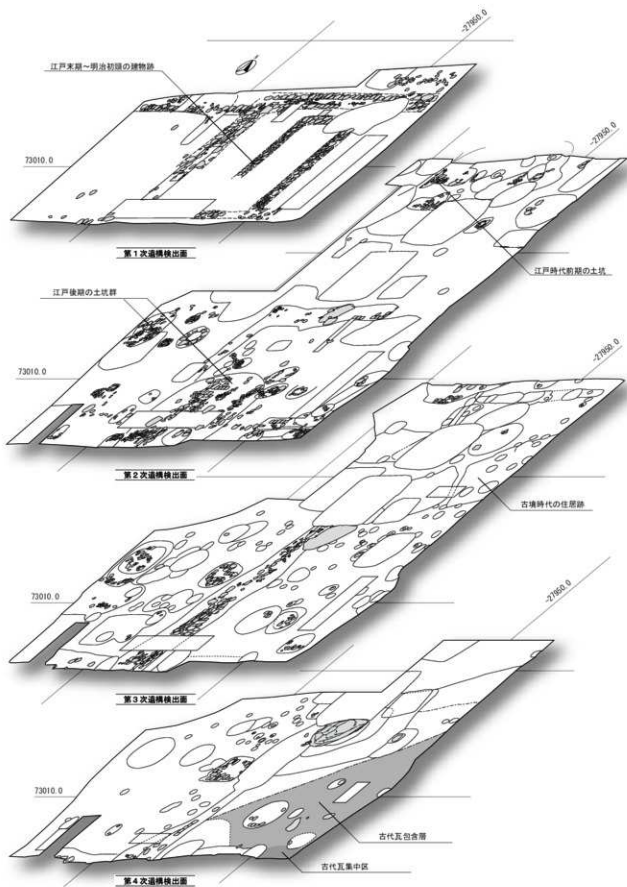 -27950.0
江戸末期～明治初頭の建物跡
-27950.0
73010.0
第1次遺構検出面
江戸時代前期の土坑
江戸後期の土坑群
-27950.0
73010.0
第2次遺構検出面
古墳時代の住居跡
-27950.0
73010.0
第3次遺構検出面
73010.0
古代瓦包含層
古代瓦集中区
第4次遺構検出面